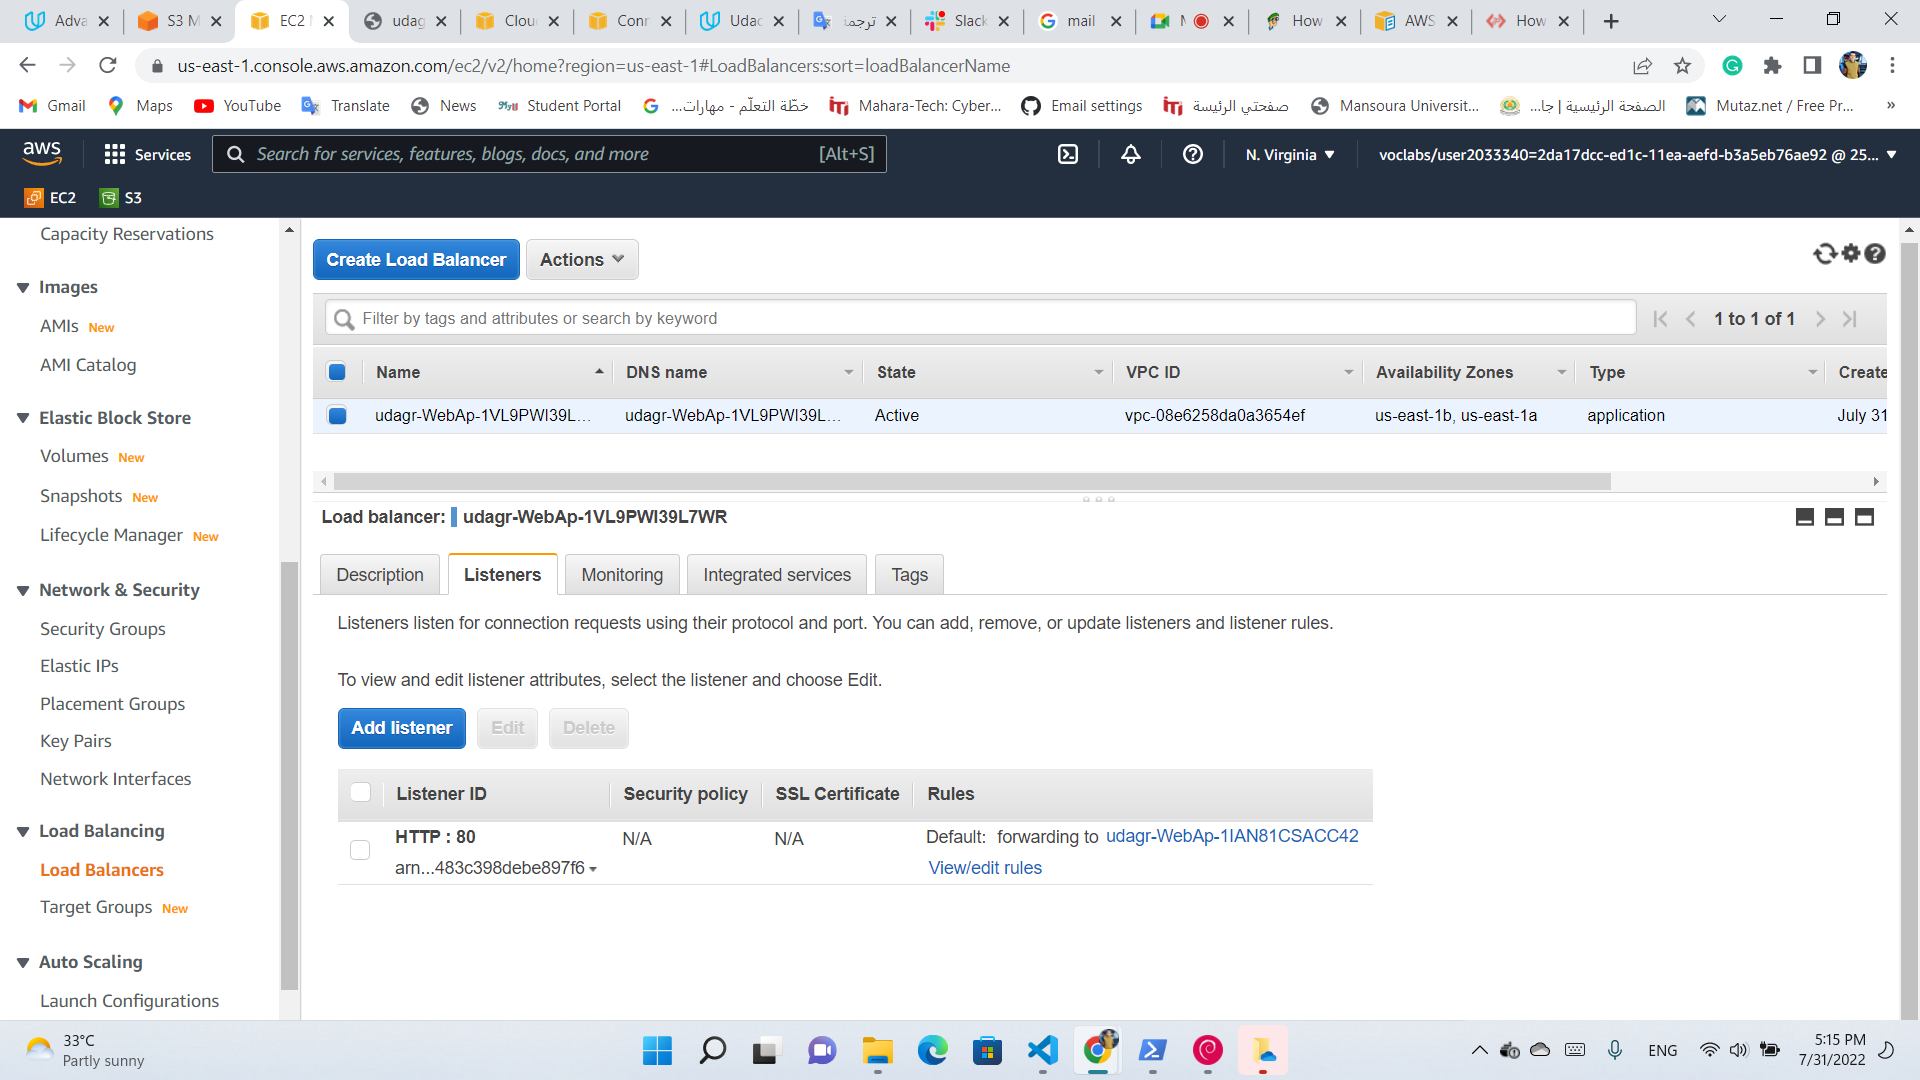 Adva
S3 M
EC2
udag
Clou
Conn
Udac
ترجمة
Slack
mail
How
AWS
How
us-east-1.console.aws.amazon.com/ec2/v2/home?region=us-east-1#LoadBalancers:sort=loadBalancerName
Gmail
Maps
YouTube
Translate
News
Student Portal
خطّة التعلّم - مهارات...
Mahara-Tech: Cyber...
Email settings
صفحتي الرئيسة
Mansoura Universit...
الصفحة الرئيسية | جا...
Mutaz.net / Free Pr...
»
aws
Services
Search for services, features, blogs, docs, and more
[Alt+S]
N. Virginia
voclabs/user2033340=2da17dcc-ed1c-11ea-aefd-b3a5eb76ae92 @ 25...
EC2
S3
Capacity Reservations
Images
AMIs New
AMI Catalog
Elastic Block Store
Volumes New
Snapshots New
Lifecycle Manager New
Network & Security
Security Groups
Elastic IPs
Placement Groups
Key Pairs
Network Interfaces
Load Balancing
Load Balancers
Target Groups New
Auto Scaling
Launch Configurations
Create Load Balancer
Actions
Filter by tags and attributes or search by keyword
1 to 1 of 1
Name
DNS name
State
VPC ID
Availability Zones
Type
Create
udagr-WebAp-1VL9PWI39L...
udagr-WebAp-1VL9PWI39L...
Active
vpc-08e6258da0a3654ef
us-east-1b, us-east-1a
application
July 31
Load balancer: udagr-WebAp-1VL9PWI39L7WR
Description
Listeners
Monitoring
Integrated services
Tags
Listeners listen for connection requests using their protocol and port. You can add, remove, or update listeners and listener rules.
To view and edit listener attributes, select the listener and choose Edit.
Add listener
Edit
Delete
Listener ID
Security policy
SSL Certificate
Rules
HTTP : 80
arn...483c398debe897f6
N/A
N/A
Default: forwarding to udagr-WebAp-1IAN81CSACC42
View/edit rules
33°C
Partly sunny
ENG
5:15 PM
7/31/2022